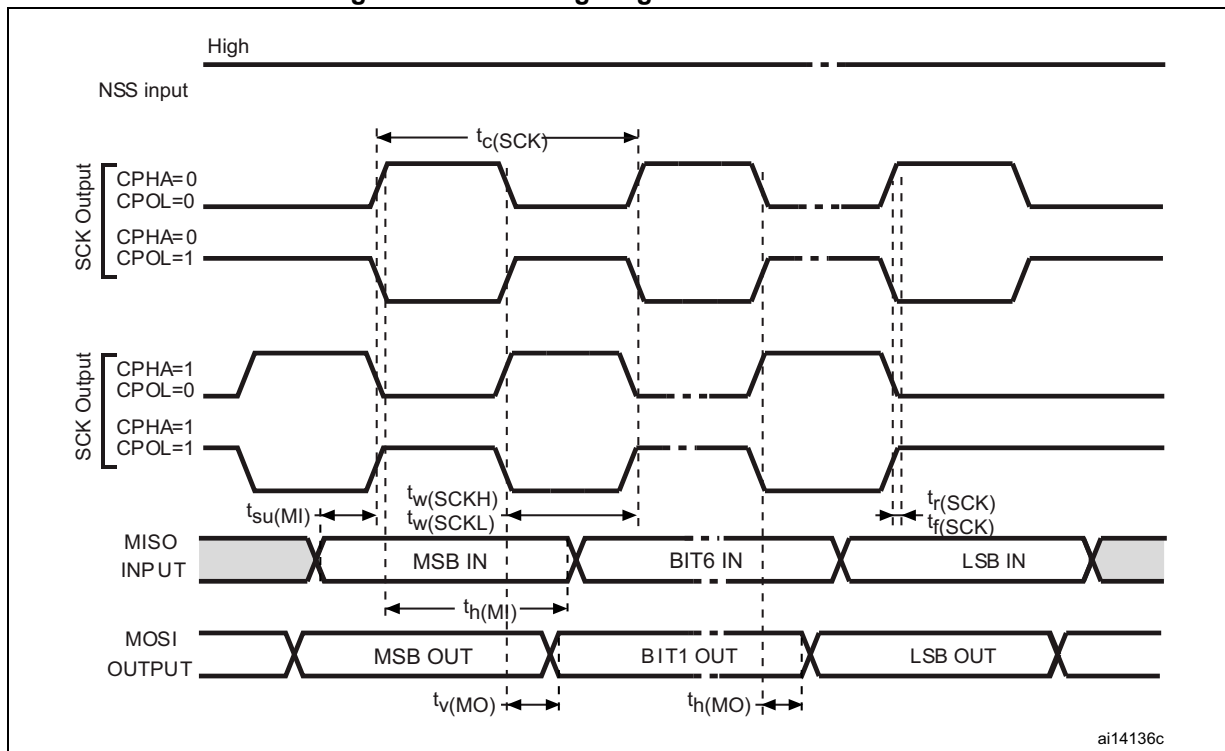 High
NSS input
tc(SCK)
SCK Output
CPHA=0
CPOL=0
CPHA=0
CPOL=1
SCK Output
CPHA=1
CPOL=0
CPHA=1
CPOL=1
tsu(MI)
tw(SCKH)
tw(SCKL)
tr(SCK)
tf(SCK)
MISO
INPUT
MSB IN
BIT6 IN
LSB IN
th(MI)
MOSI
OUTPUT
MSB OUT
BIT1 OUT
LSB OUT
tv(MO)
th(MO)
ai14136c